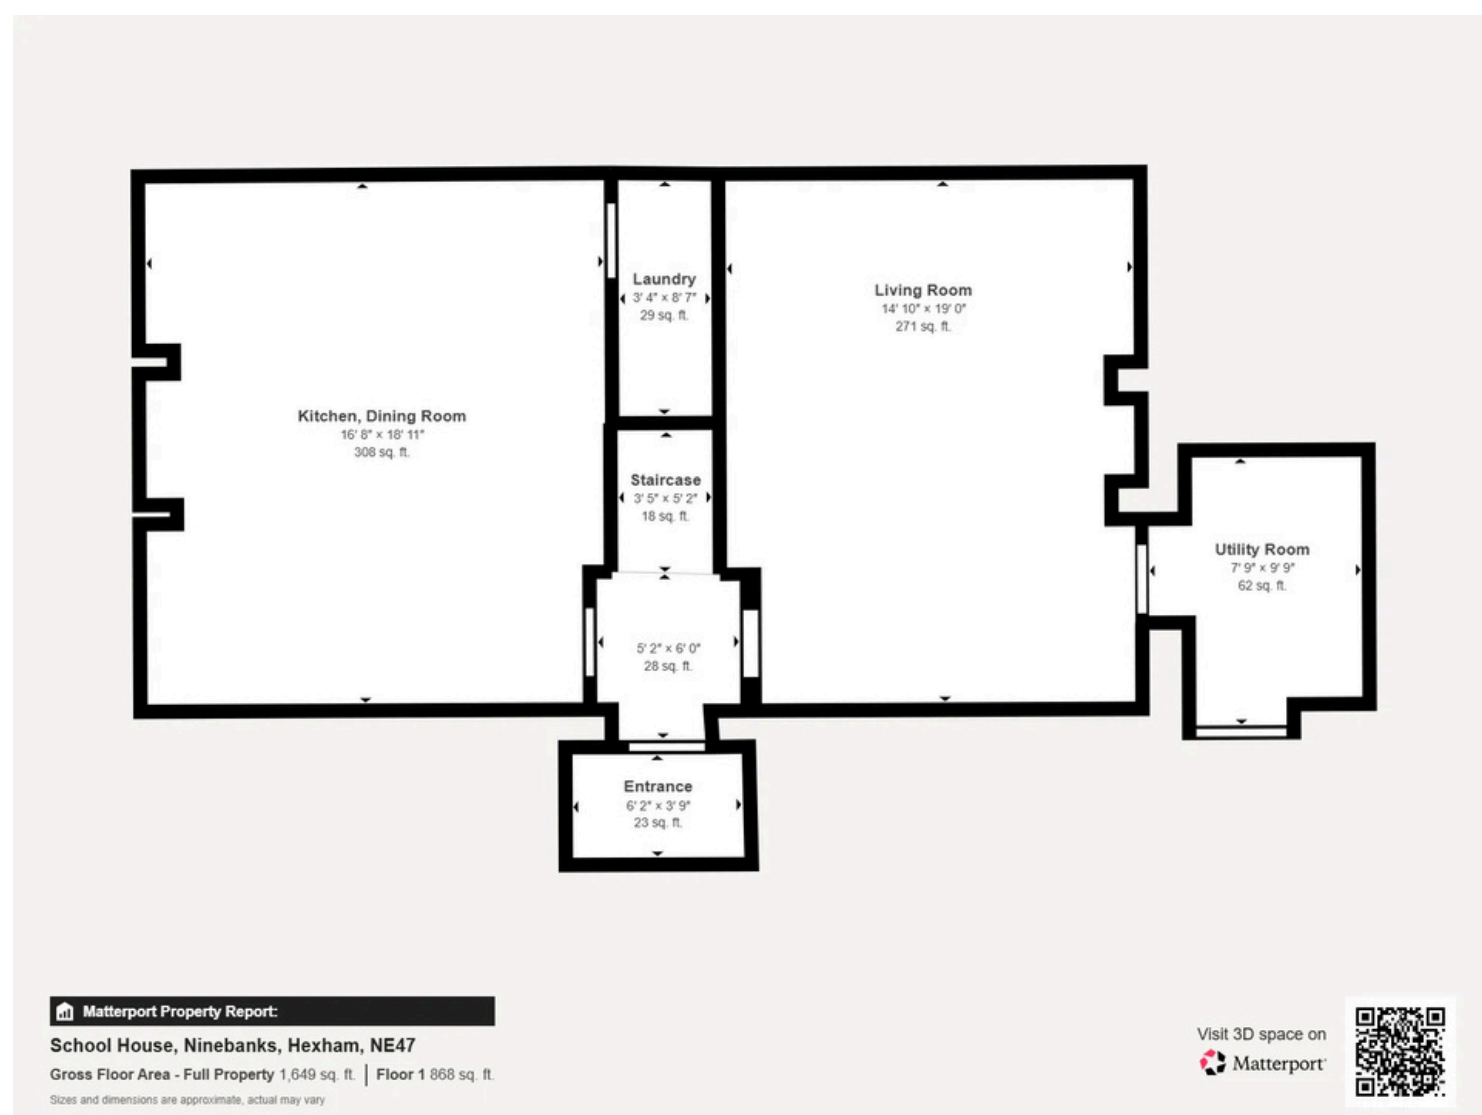 Laundry
3' 4" × 8' 7"
29 sq. ft.
Living Room
14' 10" × 19' 0"
271 sq. ft.
Kitchen, Dining Room
16' 8" × 18' 11"
308 sq. ft.
Staircase
3' 5" × 5' 2"
18 sq. ft.
Utility Room
7' 9" × 9' 9"
62 sq. ft.
5' 2" × 6' 0"
28 sq. ft.
Entrance
6' 2" × 3' 9"
23 sq. ft.
Matterport Property Report:
School House, Ninebanks, Hexham, NE47
Gross Floor Area - Full Property 1,649 sq. ft. | Floor 1 868 sq. ft.
Sizes and dimensions are approximate, actual may vary
Visit 3D space on
Matterport